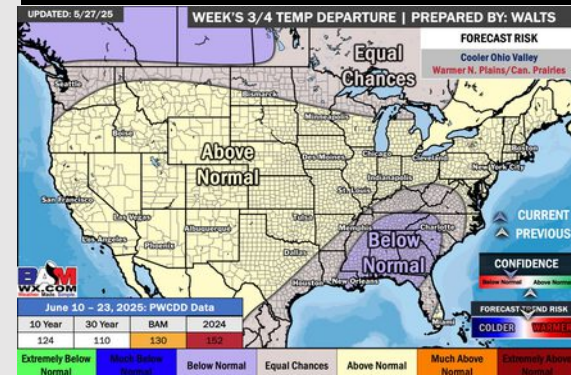 UPDATED: 5/27/25
WEEK'S 3/4 TEMP DEPARTURE | PREPARED BY: WALTS
FORECAST RISK
Cooler Ohio Valley
Warmer N. Plains/Can. Prairies
Equal
Chances
Seattle
Bismarck
Minneapolis
Boise
Above
Normal
Des Moines
Chicago
Cleveland
Boston
New York City
Indianapolis
St. Louis
San Francisco
Las Vegas
Los Angeles
Phoenix
Albuquerque
Tulsa
Memphis
Charlotte
Dallas
Below
Normal
Houston
New Orleans
Miami
CURRENT
PREVIOUS
CONFIDENCE
Below Normal
Above Normal
FORECAST TREND RISK
COLDER
WARMER
BAM
WX.COM
Weather Made Simple
June 10 – 23, 2025: PWCDD Data
10 Year 30 Year BAM 2024
124 110 130 152
Extremely Below Normal
Much Below Normal
Below Normal
Equal Chances
Above Normal
Much Above Normal
Extremely Above Normal